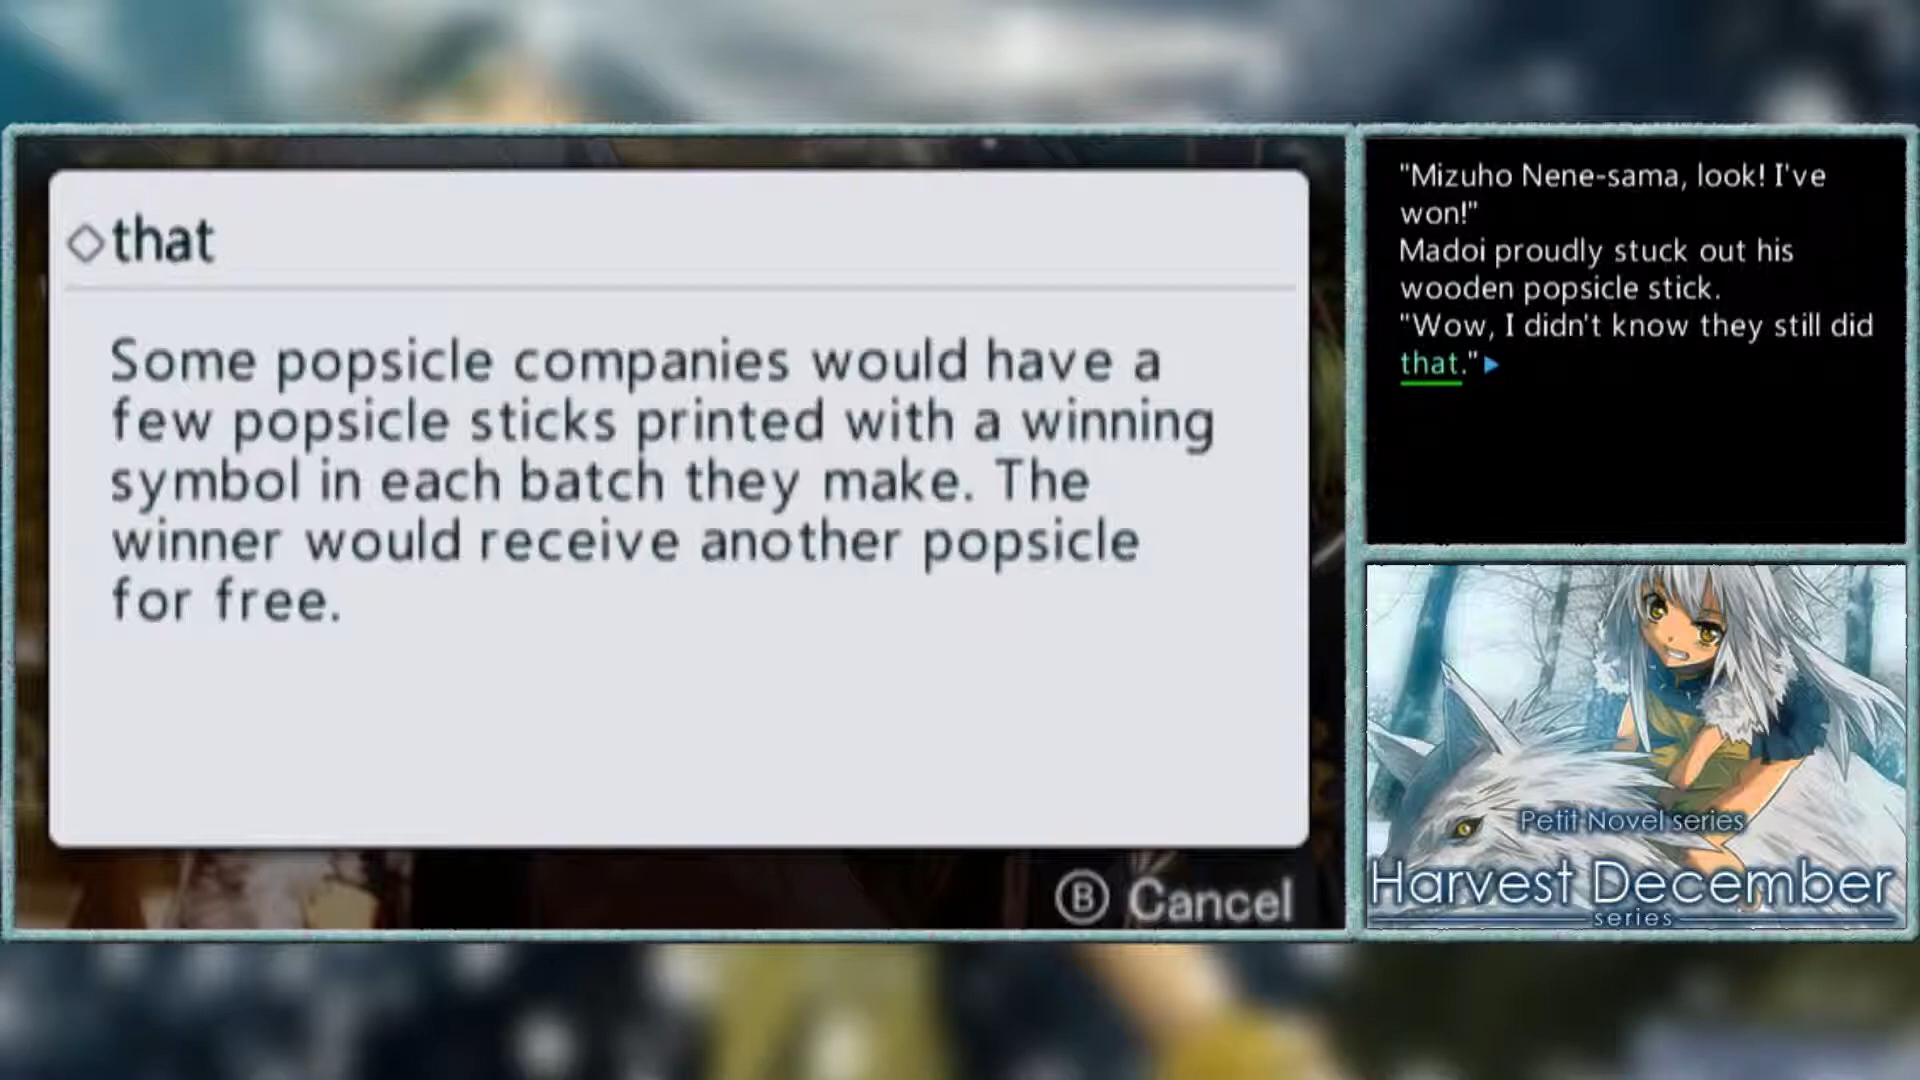 that
Some popsicle companies would have a
few popsicle sticks printed with a winning
symbol in each batch they make. The
winner would receive another popsicle
for free.
B Cancel
"Mizuho Nene-sama, look! I've
won!"
Madoi proudly stuck out his
wooden popsicle stick.
"Wow, I didn't know they still did
that."
Petit Novel series
Harvest December
series